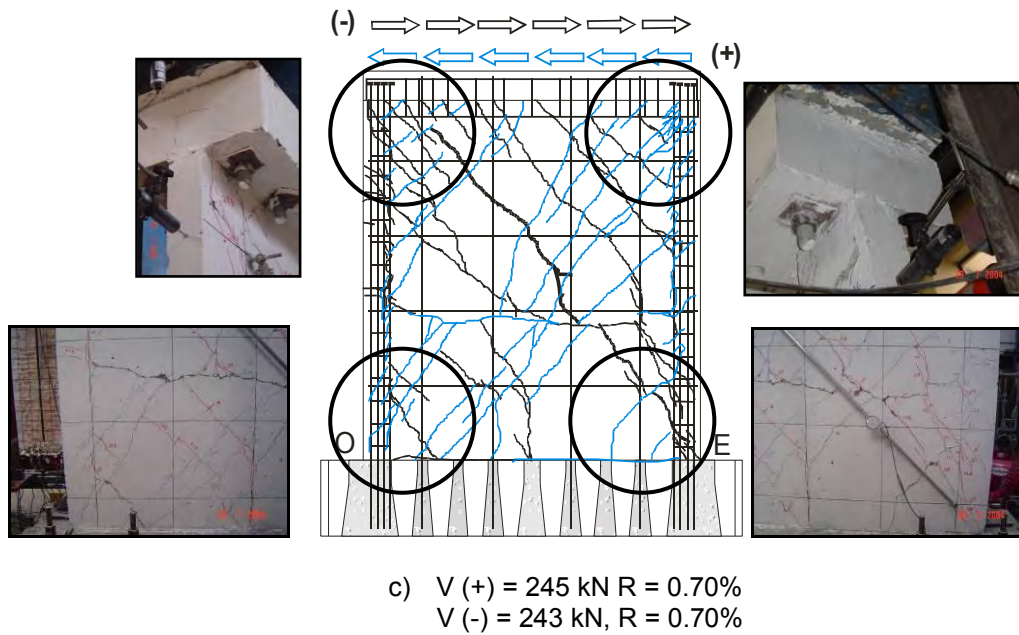 (-)
(+)
O
E
c) V (+) = 245 kN R = 0.70%
V (-) = 243 kN, R = 0.70%